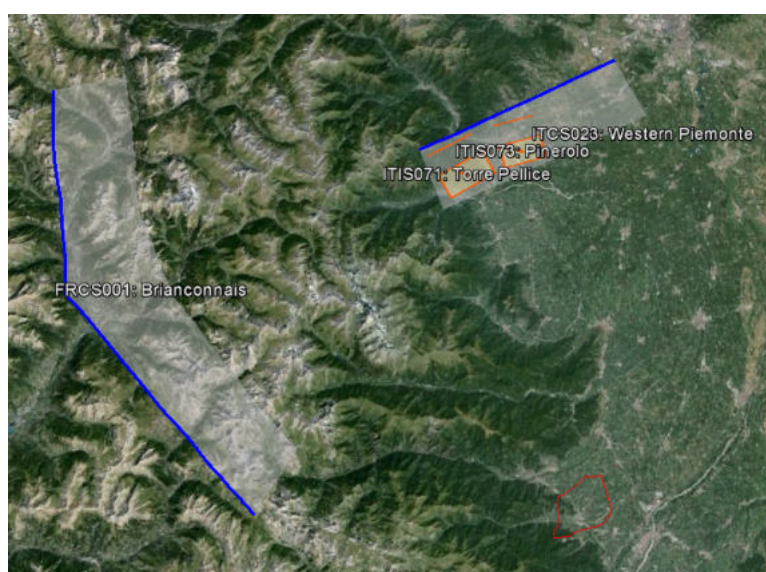 ITCS023: Western Piemonte
ITIS073: Pinerolo
ITIS071: Torre Pellice
FRCS001: Brianconnais